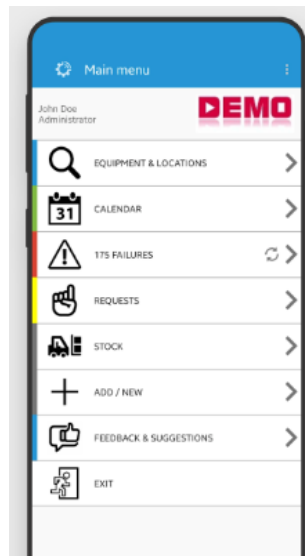 Main menu
John Doe
Administrator
DEMO
EQUIPMENT & LOCATIONS
31
CALENDAR
175 FAILURES
REQUESTS
STOCK
ADD / NEW
FEEDBACK & SUGGESTIONS
EXIT